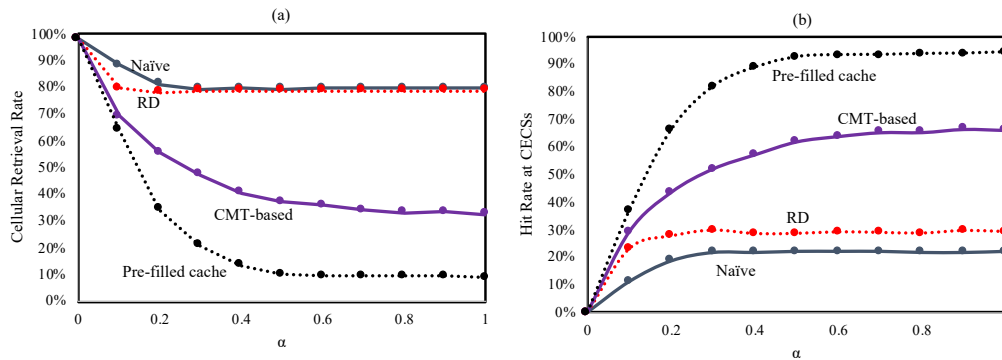 (a)
Cellular Retrieval Rate
100%
90%
80%
70%
60%
50%
40%
30%
20%
10%
0%
Naïve
RD
CMT-based
Pre-filled cache
0 0.2 0.4 0.6 0.8 1
α
(b)
Hit Rate at CECSs
100%
90%
80%
70%
60%
50%
40%
30%
20%
10%
0%
Pre-filled cache
CMT-based
RD
Naïve
0 0.2 0.4 0.6 0.8
α